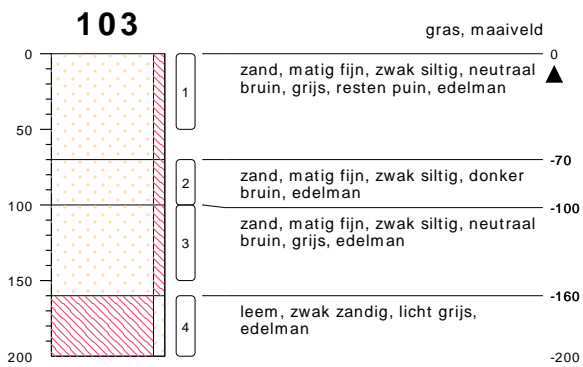 103
gras, maaiveld
0
0
zand, matig fijn, zwak siltig, neutraal
bruin, grijs, resten puin, edelman
1
50
-70
zand, matig fijn, zwak siltig, donker
bruin, edelman
2
100
-100
zand, matig fijn, zwak siltig, neutraal
bruin, grijs, edelman
3
150
-160
leem, zwak zandig, licht grijs,
edelman
4
200
-200